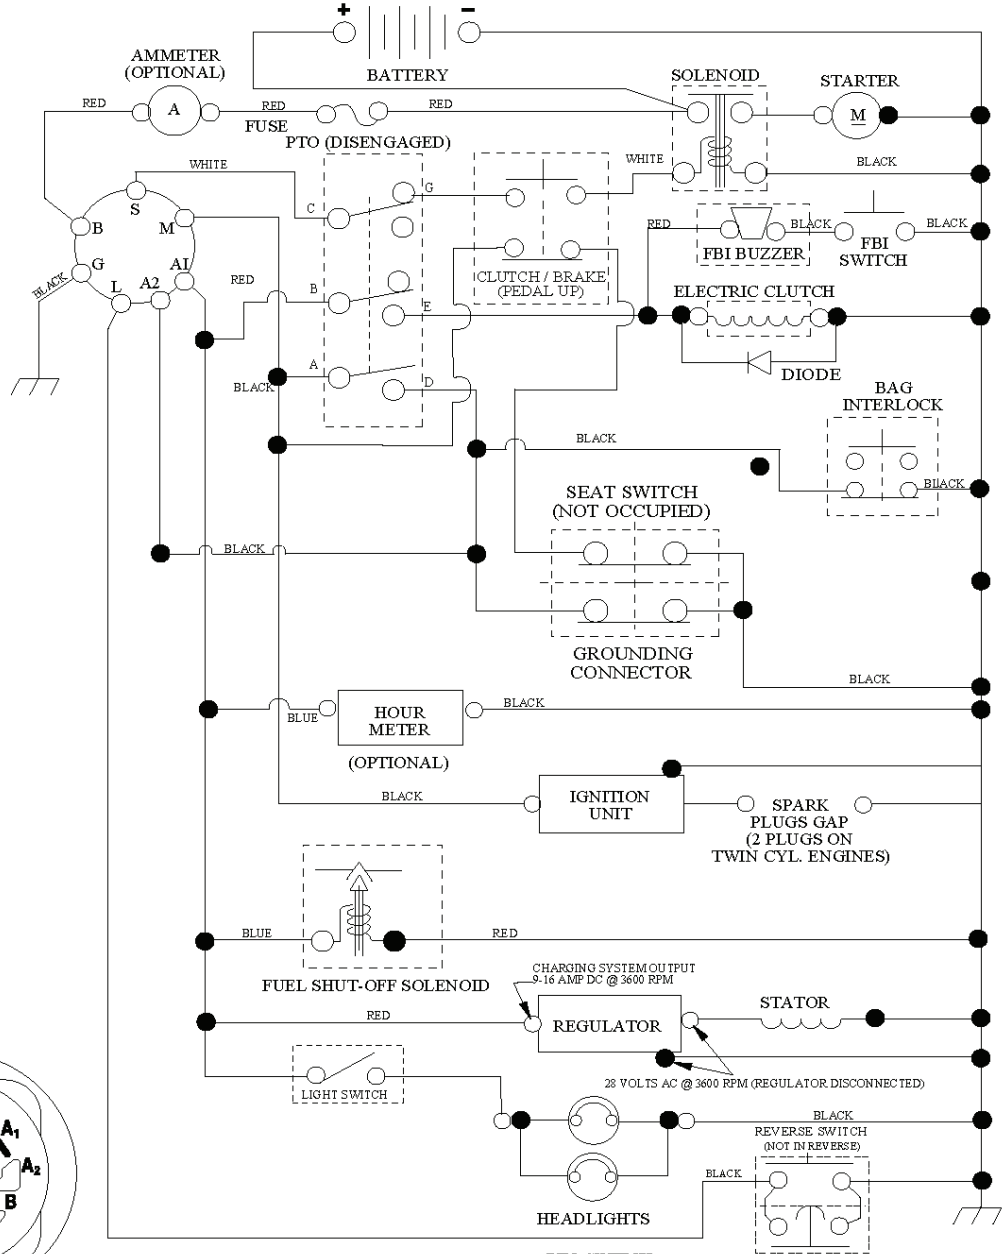 + −
BATTERY
AMMETER
(OPTIONAL)
SOLENOID
STARTER
RED
A
RED
FUSE
RED
M
PTO (DISENGAGED)
WHITE
WHITE
BLACK
S
B
M
C
G
RED
BLACK
BLACK
FBI BUZZER
FBI
SWITCH
G
L
A2
A1
BLACK
RED
B
E
CLUTCH / BRAKE
(PEDAL UP)
ELECTRIC CLUTCH
DIODE
BLACK
A
D
BAG
INTERLOCK
BLACK
BLACK
SEAT SWITCH
(NOT OCCUPIED)
BLACK
GROUNDING
CONNECTOR
BLACK
BLUE
HOUR
METER
BLACK
(OPTIONAL)
BLACK
IGNITION
UNIT
SPARK
PLUGS GAP
(2 PLUGS ON
TWIN CYL. ENGINES)
BLUE
RED
FUEL SHUT-OFF SOLENOID
CHARGING SYSTEM OUTPUT
9-16 AMP DC @ 3600 RPM
RED
REGULATOR
STATOR
28 VOLTS AC @ 3600 RPM (REGULATOR DISCONNECTED)
LIGHT SWITCH
BLACK
REVERSE SWITCH
(NOT IN REVERSE)
BLACK
HEADLIGHTS
A1
A2
B